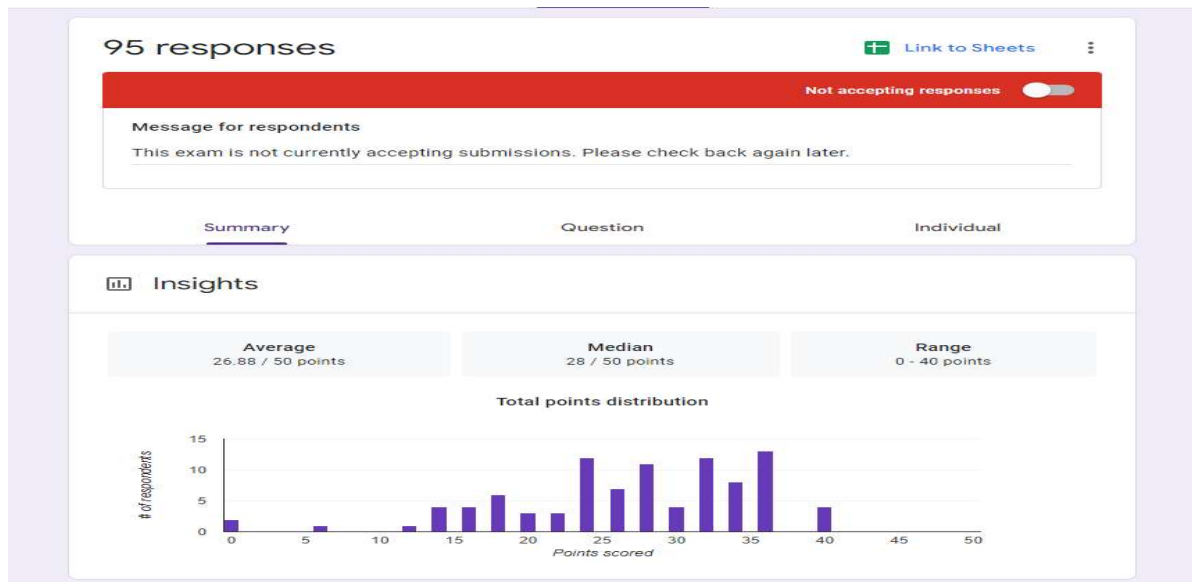 95 responses
Link to Sheets
Not accepting responses
Message for respondents
This exam is not currently accepting submissions. Please check back again later.
Summary Question Individual
Insights
Average Median Range
26.88 / 50 points 28 / 50 points 0 - 40 points
Total points distribution
15
10
5
0
# of respondents
0 5 10 15 20 25 30 35 40 45 50
Points scored